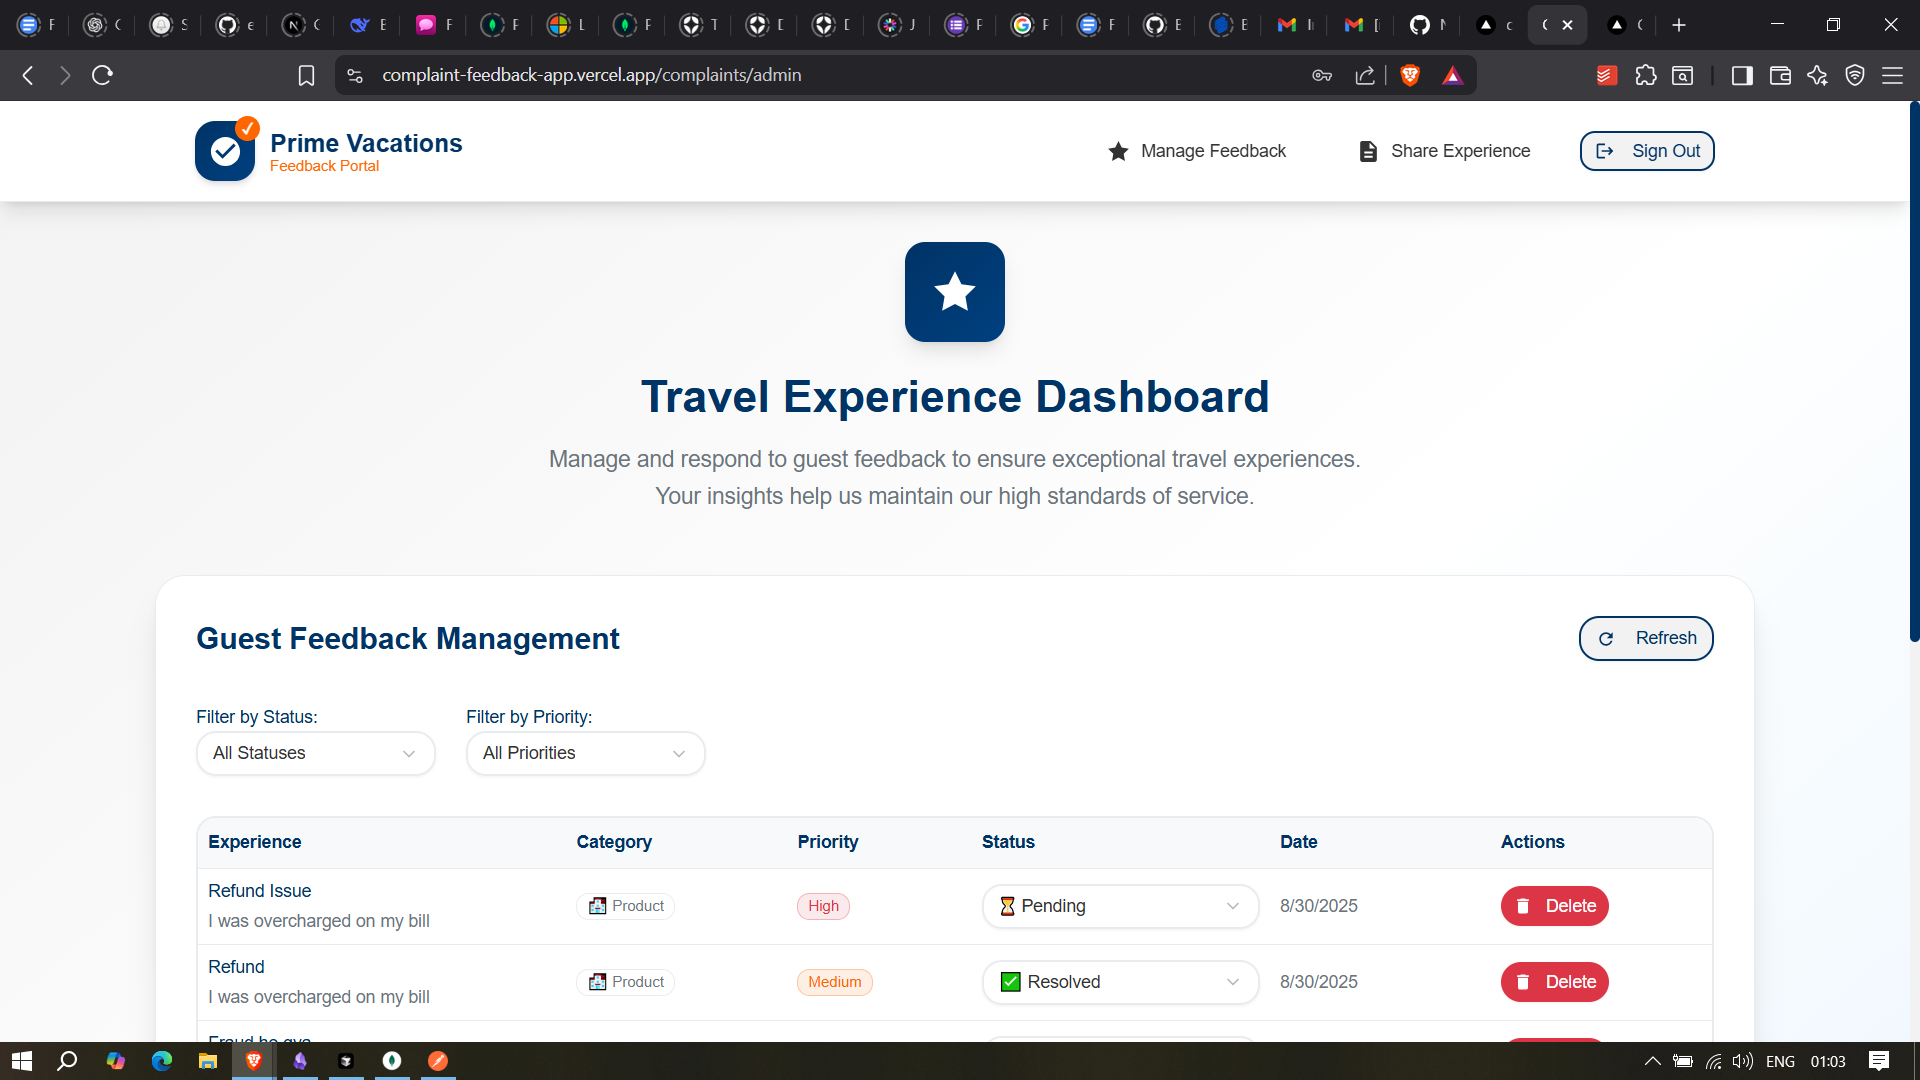 complaint-feedback-app.vercel.app/complaints/admin
Prime Vacations
Feedback Portal
Manage Feedback
Share Experience
Sign Out
Travel Experience Dashboard
Manage and respond to guest feedback to ensure exceptional travel experiences.
Your insights help us maintain our high standards of service.
Guest Feedback Management
Refresh
Filter by Status:
Filter by Priority:
All Statuses
All Priorities
Experience Category Priority Status Date Actions
Refund Issue
I was overcharged on my bill
Product High Pending 8/30/2025 Delete
Refund
I was overcharged on my bill
Product Medium Resolved 8/30/2025 Delete
ENG 01:03